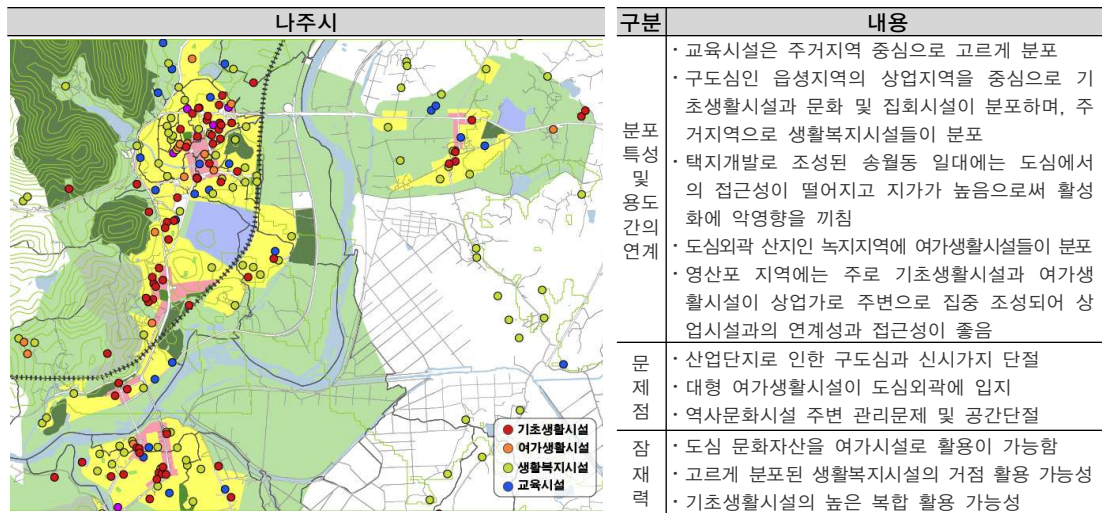 나주시
기초생활시설
여가생활시설
생활복지시설
교육시설
구분
내용
분포
특성
및
용도
간의
연계
· 교육시설은 주거지역 중심으로 고르게 분포
· 구도심인 읍성지역의 상업지역을 중심으로 기
초생활시설과 문화 및 집회시설이 분포하며, 주
거지역으로 생활복지시설들이 분포
· 택지개발로 조성된 송월동 일대에는 도심에서
의 접근성이 떨어지고 지가가 높음으로써 활성
화에 악영향을 끼침
· 도심외곽 산지인 녹지지역에 여가생활시설들이 분포
· 영산포 지역에는 주로 기초생활시설과 여가생
활시설이 상업가로 주변으로 집중 조성되어 상
업시설과의 연계성과 접근성이 좋음
문
제
점
· 산업단지로 인한 구도심과 신시가지 단절
· 대형 여가생활시설이 도심외곽에 입지
· 역사문화시설 주변 관리문제 및 공간단절
잠
재
력
· 도심 문화자산을 여가시설로 활용이 가능함
· 고르게 분포된 생활복지시설의 거점 활용 가능성
· 기초생활시설의 높은 복합 활용 가능성